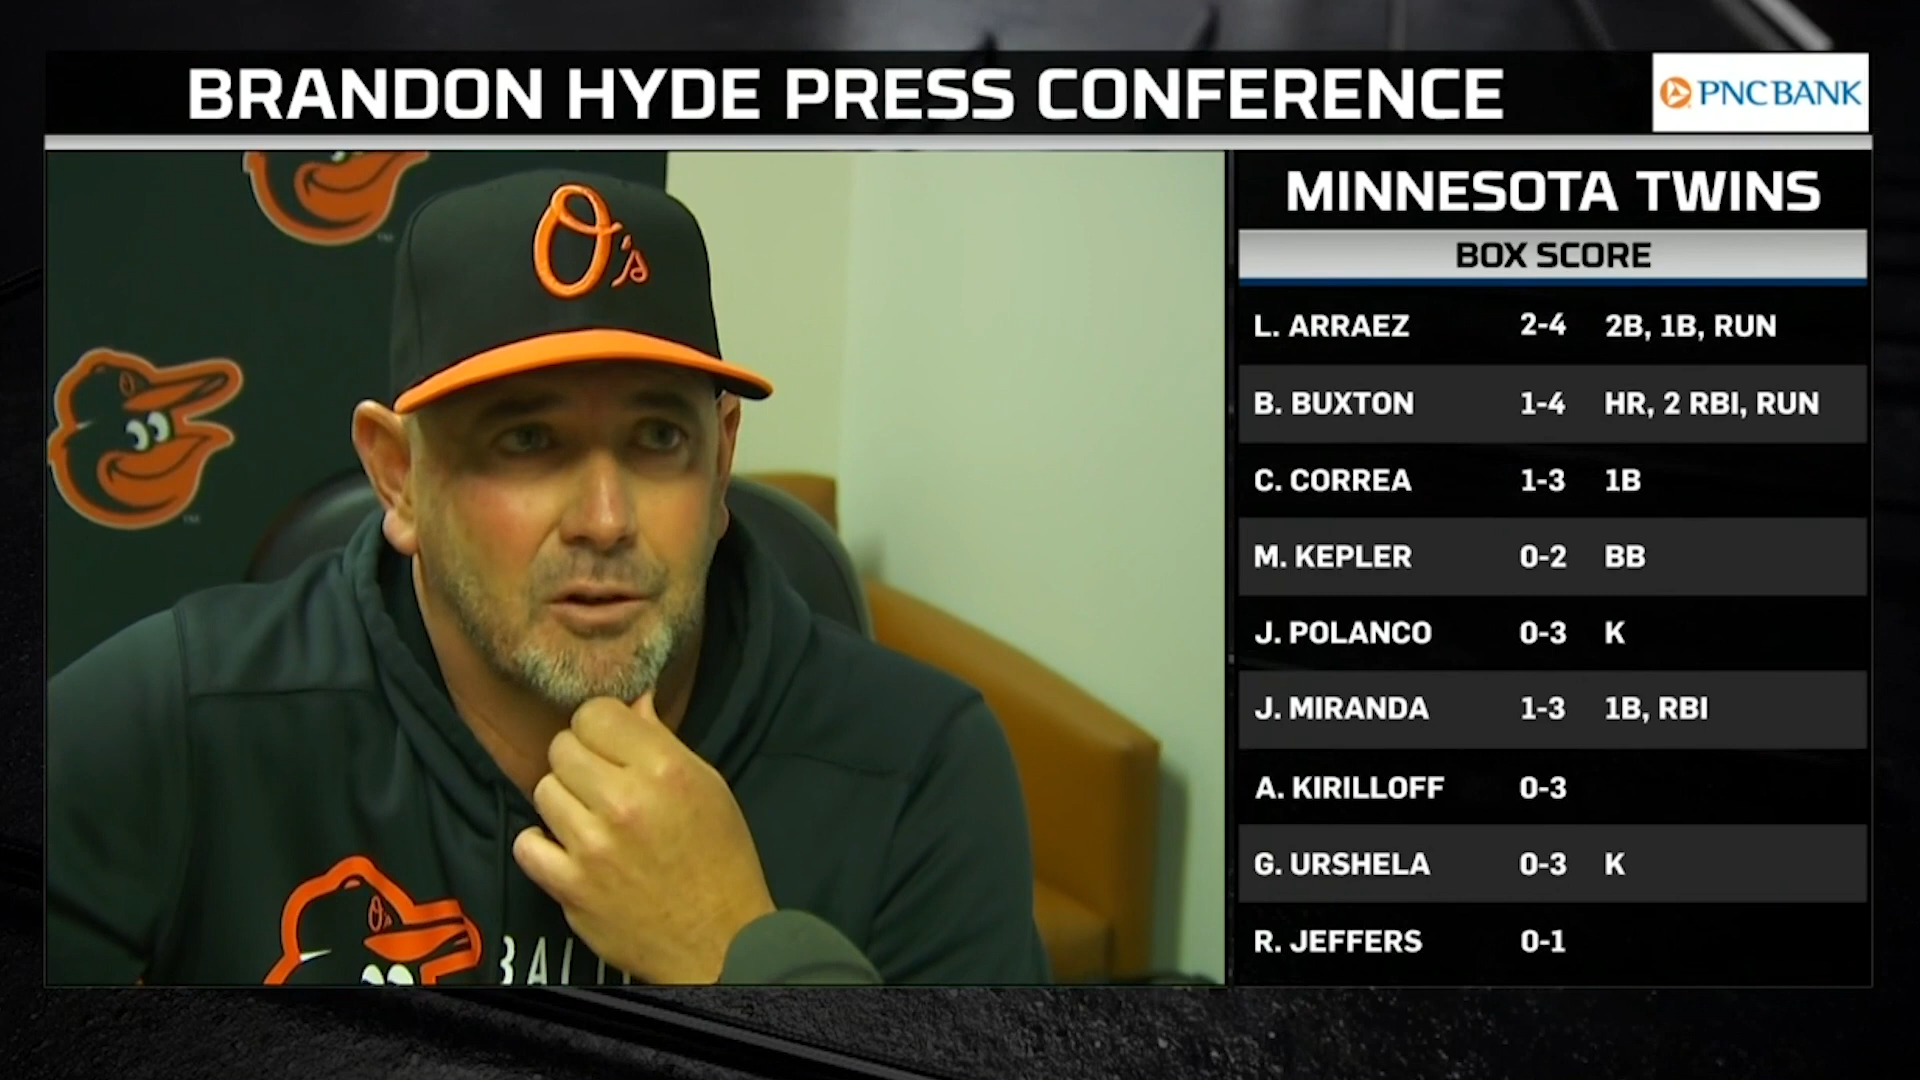 BRANDON HYDE PRESS CONFERENCE
PNC BANK
O's
MINNESOTA TWINS
BOX SCORE
L. ARRAEZ 2-4 2B, 1B, RUN
B. BUXTON 1-4 HR, 2 RBI, RUN
C. CORREA 1-3 1B
M. KEPLER 0-2 BB
J. POLANCO 0-3 K
J. MIRANDA 1-3 1B, RBI
A. KIRILLOFF 0-3
G. URSHELA 0-3 K
R. JEFFERS 0-1